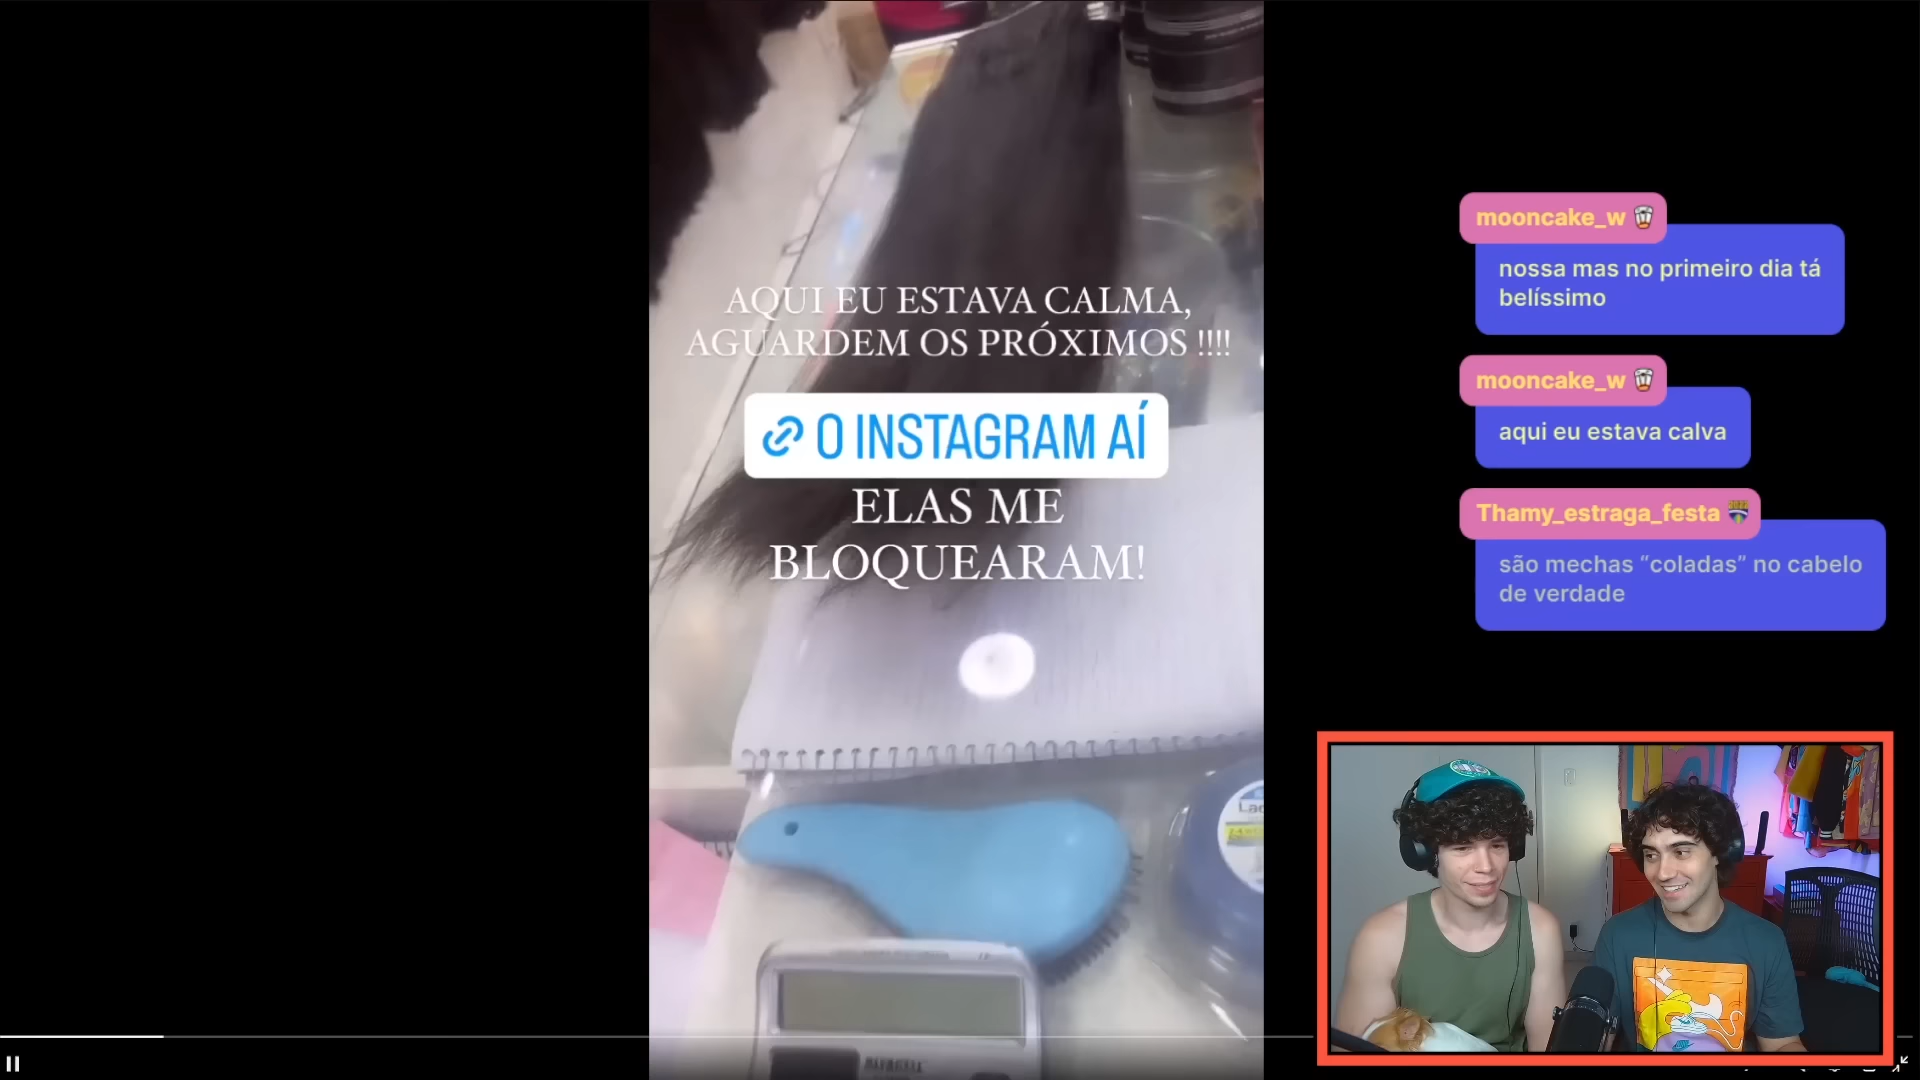 AQUI EU ESTAVA CALMA,
AGUARDEM OS PRÓXIMOS !!!!
O INSTAGRAM AÍ
ELAS ME
BLOQUEARAM!
mooncake_w
nossa mas no primeiro dia tá
belíssimo
mooncake_w
aqui eu estava calva
Thamy_estraga_festa
são mechas “coladas” no cabelo
de verdade